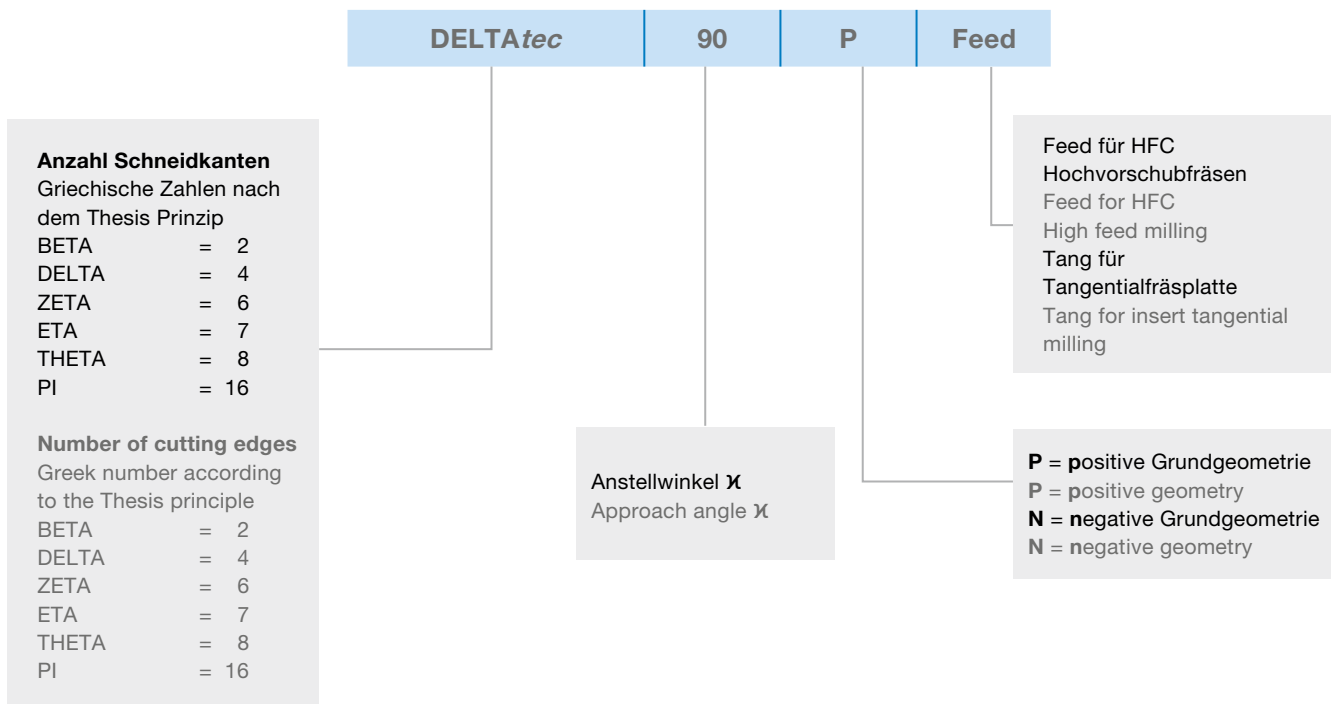 DELTAtec 90 P Feed
Anzahl Schneidkanten
Griechische Zahlen nach
dem Thesis Prinzip
BETA = 2
DELTA = 4
ZETA = 6
ETA = 7
THETA = 8
PI = 16
Number of cutting edges
Greek number according
to the Thesis principle
BETA = 2
DELTA = 4
ZETA = 6
ETA = 7
THETA = 8
PI = 16
Anstellwinkel ϰ
Approach angle ϰ
Feed für HFC
Hochvorschubfräsen
Feed for HFC
High feed milling
Tang für
Tangentialfräsplatte
Tang for insert tangential
milling
P = positive Grundgeometrie
P = positive geometry
N = negative Grundgeometrie
N = negative geometry